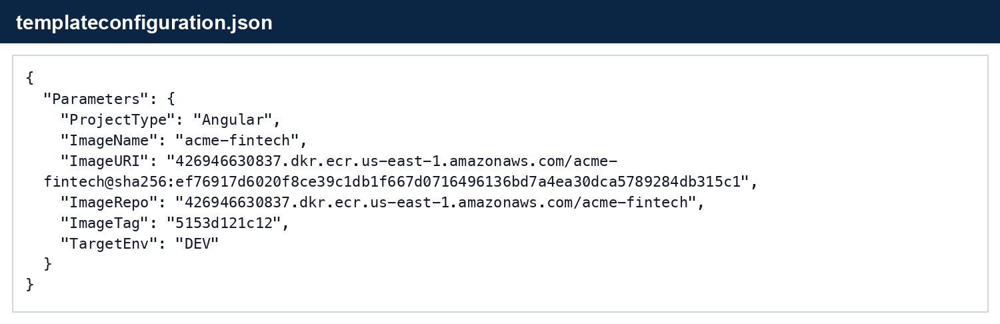 templateconfiguration.json
{
  "Parameters": {
    "ProjectType": "Angular",
    "ImageName": "acme-fintech",
    "ImageURI": "426946630837.dkr.ecr.us-east-1.amazonaws.com/acme-
  fintech@sha256:ef76917d6020f8ce39c1db1f667d0716496136bd7a4ea30dca5789284db315c1",
    "ImageRepo": "426946630837.dkr.ecr.us-east-1.amazonaws.com/acme-fintech",
    "ImageTag": "5153d121c12",
    "TargetEnv": "DEV"
  }
}